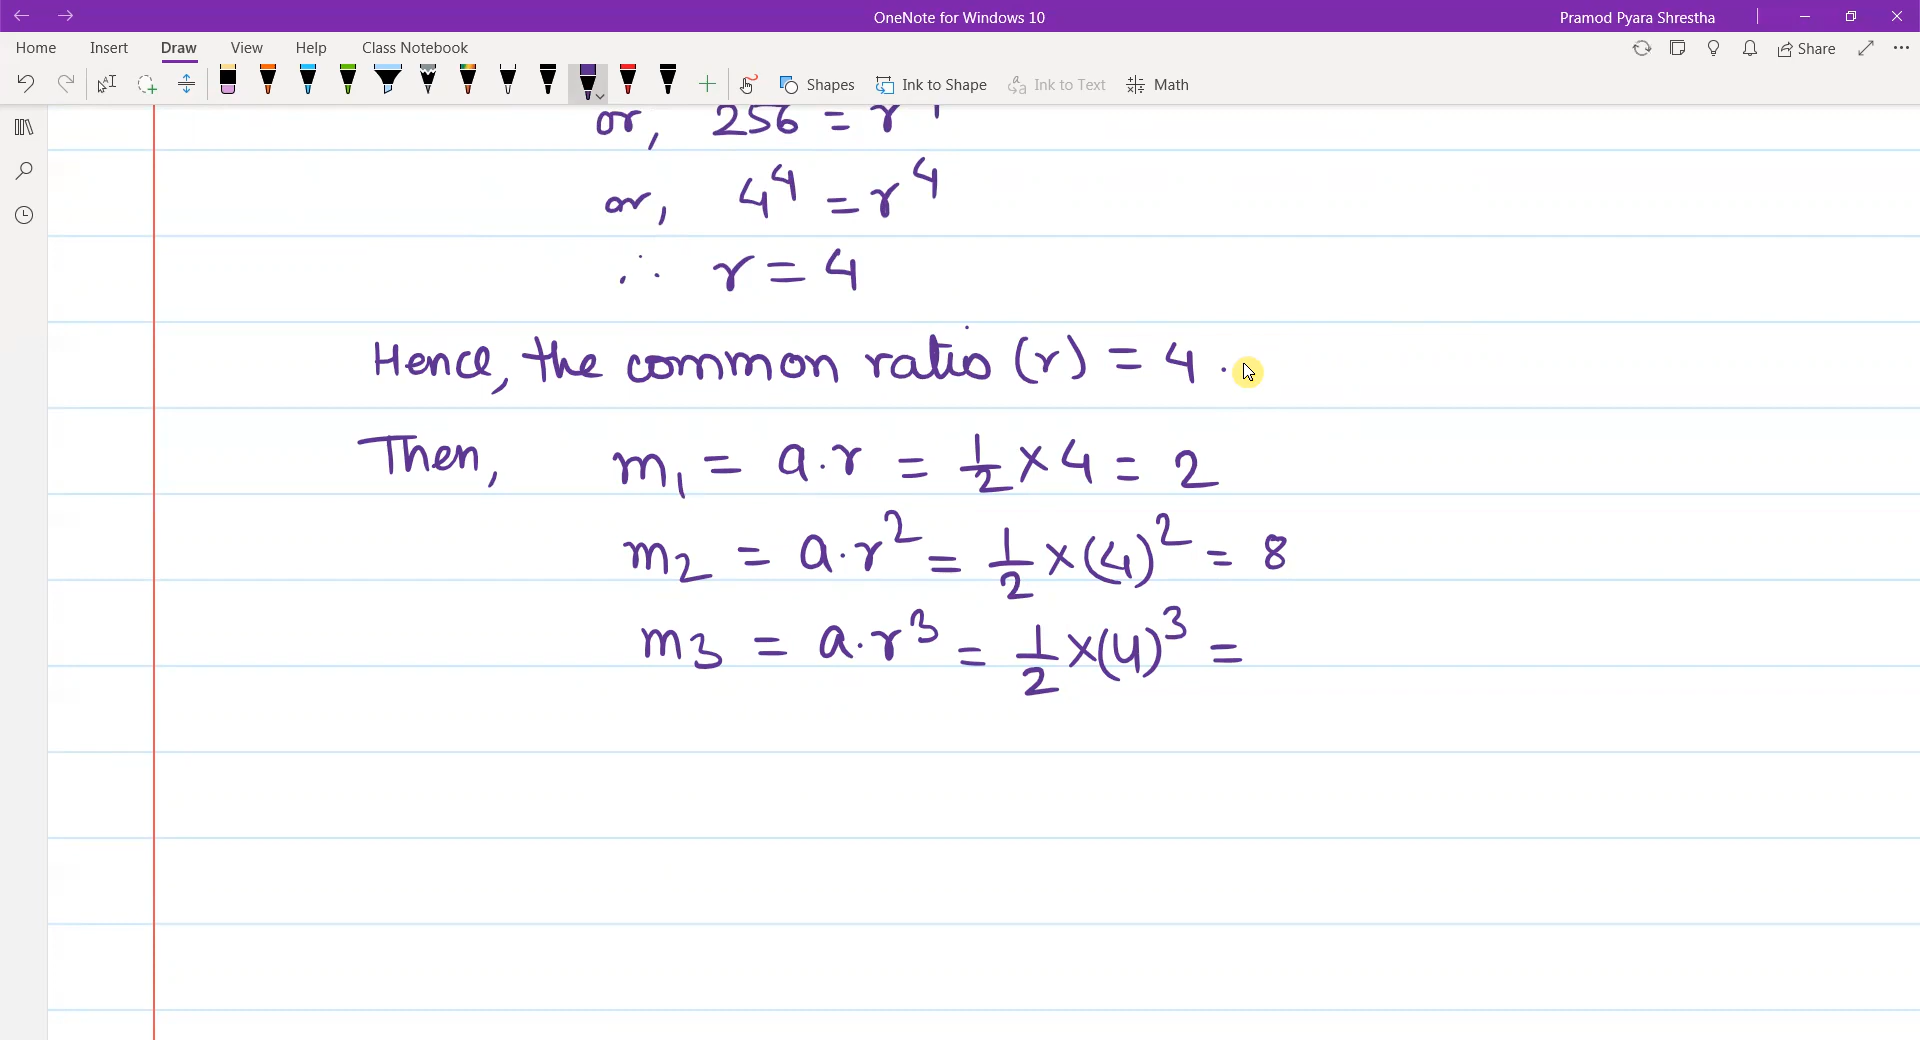 OneNote for Windows 10
Pramod Pyara Shrestha
Home Insert Draw View Help Class Notebook
Share
Shapes Ink to Shape Ink to Text Math
or, 256 = r⁴
or, 4⁴ = r⁴
∴ r = 4
Hence, the common ratio (r) = 4 .
Then, m₁ = a.r = 1/2 × 4 = 2
m₂ = a.r² = 1/2 × (4)² = 8
m₃ = a.r³ = 1/2 × (4)³ =